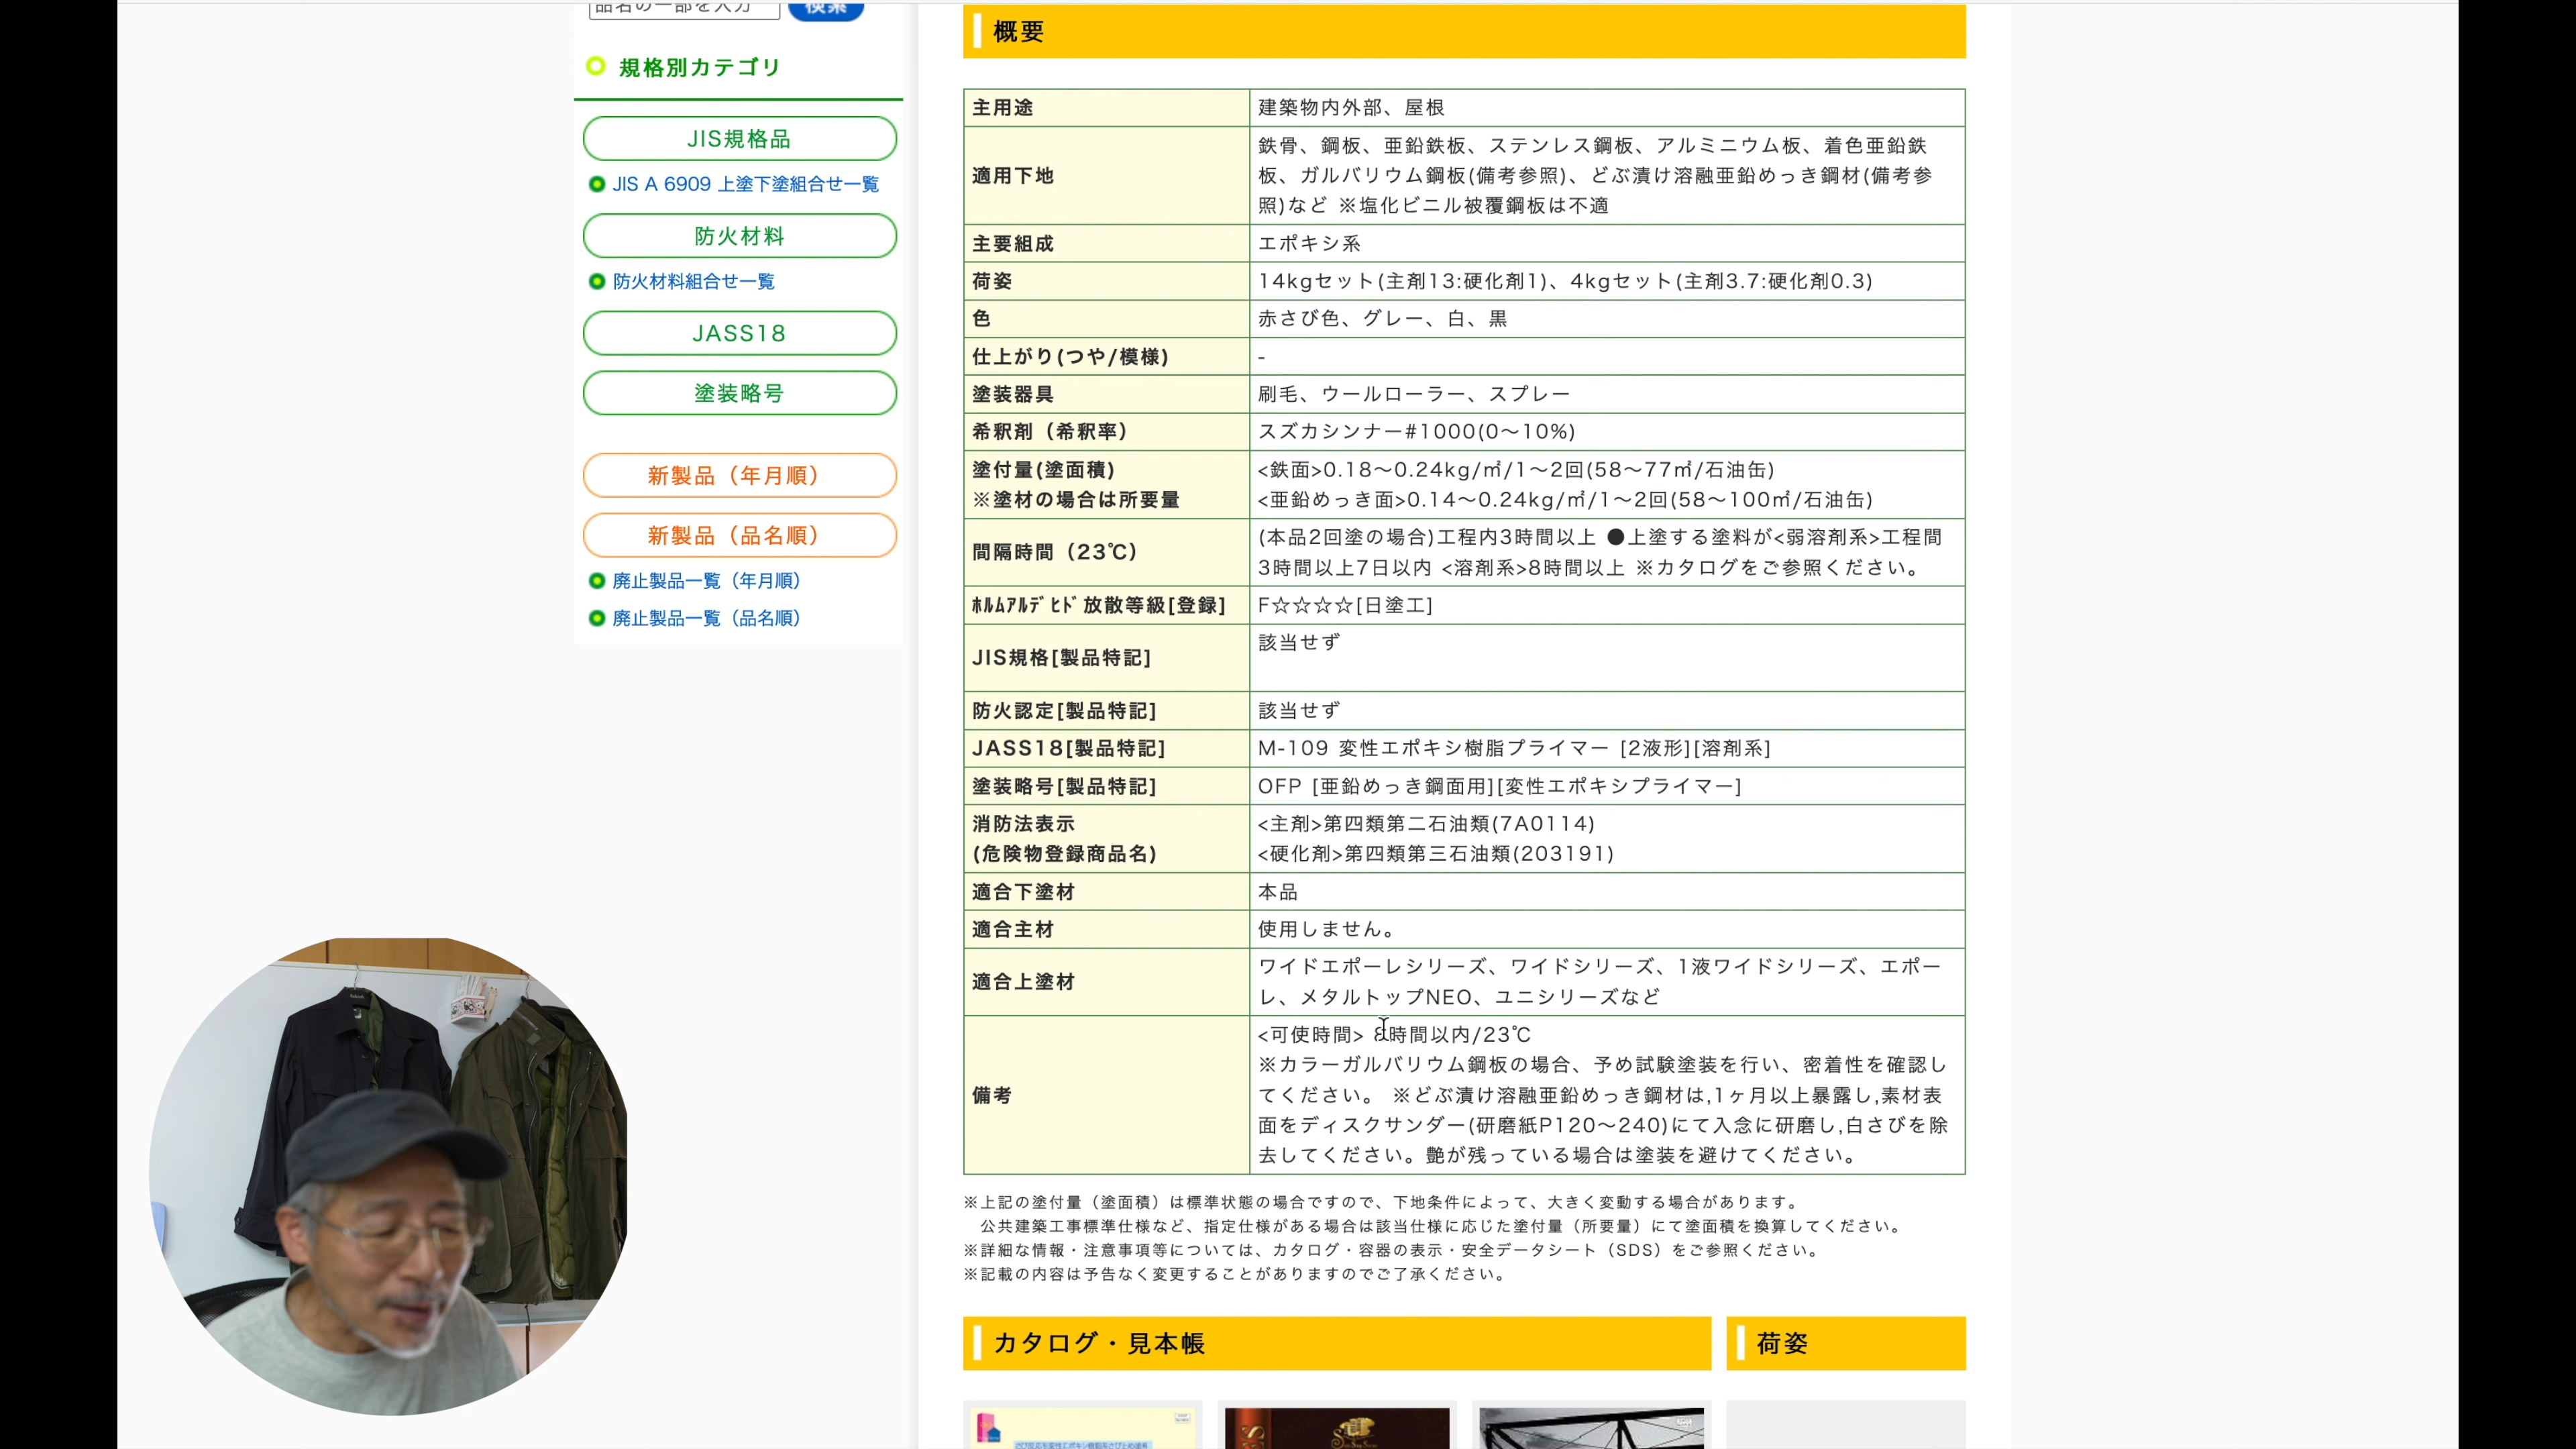 品名の一部を入力
検索
規格別カテゴリ
JIS規格品
JIS A 6909 上塗下塗組合せ一覧
防火材料
防火材料組合せ一覧
JASS18
塗装略号
新製品（年月順）
新製品（品名順）
廃止製品一覧（年月順）
廃止製品一覧（品名順）
概要
主用途
建築物内外部、屋根
適用下地
鉄骨、鋼板、亜鉛鉄板、ステンレス鋼板、アルミニウム板、着色亜鉛鉄
板、ガルバリウム鋼板(備考参照)、どぶ漬け溶融亜鉛めっき鋼材(備考参
照)など ※塩化ビニル被覆鋼板は不適
主要組成
エポキシ系
荷姿
14kgセット(主剤13:硬化剤1)、4kgセット(主剤3.7:硬化剤0.3)
色
赤さび色、グレー、白、黒
仕上がり(つや/模様)
-
塗装器具
刷毛、ウールローラー、スプレー
希釈剤（希釈率）
スズカシンナー#1000(0～10%)
塗付量(塗面積)
※塗材の場合は所要量
<鉄面>0.18～0.24kg/㎡/1～2回(58～77㎡/石油缶)
<亜鉛めっき面>0.14～0.24kg/㎡/1～2回(58～100㎡/石油缶)
間隔時間（23℃）
(本品2回塗の場合)工程内3時間以上 ●上塗する塗料が<弱溶剤系>工程間
3時間以上7日以内 <溶剤系>8時間以上 ※カタログをご参照ください。
ﾎﾙﾑｱﾙﾃﾞﾋﾄﾞ放散等級[登録]
F☆☆☆☆[日塗工]
JIS規格[製品特記]
該当せず
防火認定[製品特記]
該当せず
JASS18[製品特記]
M-109 変性エポキシ樹脂プライマー [2液形][溶剤系]
塗装略号[製品特記]
OFP [亜鉛めっき鋼面用][変性エポキシプライマー]
消防法表示
(危険物登録商品名)
<主剤>第四類第二石油類(7A0114)
<硬化剤>第四類第三石油類(203191)
適合下塗材
本品
適合主材
使用しません。
適合上塗材
ワイドエポーレシリーズ、ワイドシリーズ、1液ワイドシリーズ、エポー
レ、メタルトップNEO、ユニシリーズなど
備考
<可使時間> 8時間以内/23℃
※カラーガルバリウム鋼板の場合、予め試験塗装を行い、密着性を確認し
てください。 ※どぶ漬け溶融亜鉛めっき鋼材は,1ヶ月以上暴露し,素材表
面をディスクサンダー(研磨紙P120～240)にて入念に研磨し,白さびを除
去してください。艶が残っている場合は塗装を避けてください。
※上記の塗付量（塗面積）は標準状態の場合ですので、下地条件によって、大きく変動する場合があります。
公共建築工事標準仕様など、指定仕様がある場合は該当仕様に応じた塗付量（所要量）にて塗面積を換算してください。
※詳細な情報・注意事項等については、カタログ・容器の表示・安全データシート（SDS）をご参照ください。
※記載の内容は予告なく変更することがありますのでご了承ください。
カタログ・見本帳
荷姿